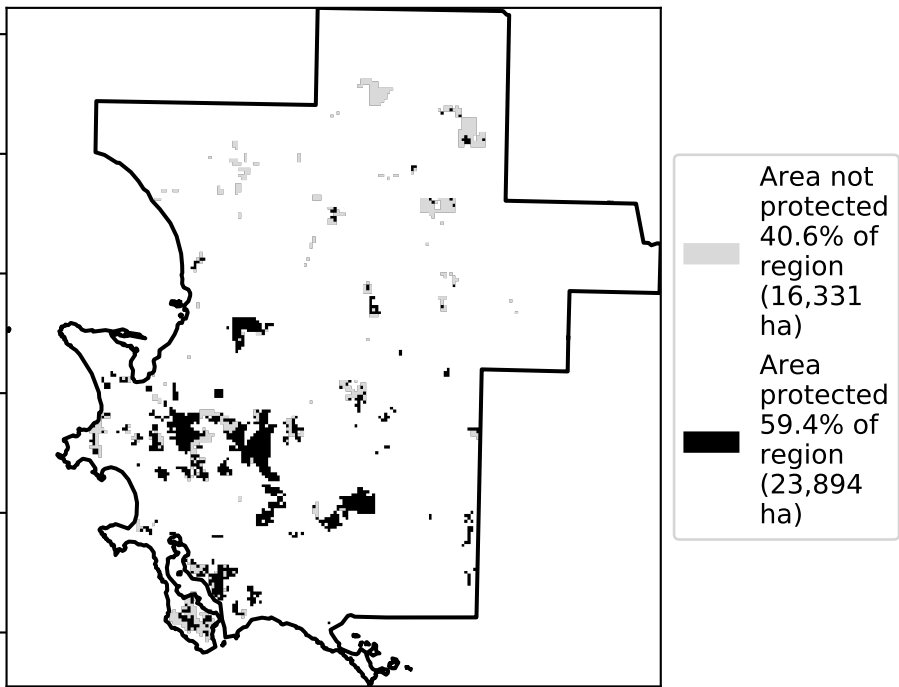 Area not
protected
40.6% of
region
(16,331
ha)
Area
protected
59.4% of
region
(23,894
ha)